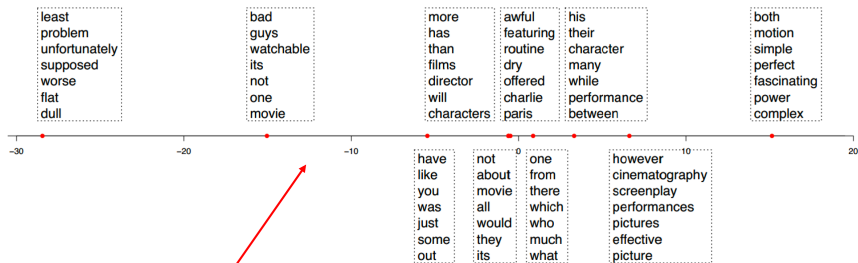 least
problem
unfortunately
supposed
worse
flat
dull
bad
guys
watchable
its
not
one
movie
more
has
than
films
director
will
characters
awful
featuring
routine
dry
offered
charlie
paris
his
their
character
many
while
performance
between
both
motion
simple
perfect
fascinating
power
complex
−30
−20
−10
0
10
20
have
like
you
was
just
some
out
not
about
movie
all
would
they
its
one
from
there
which
who
much
what
however
cinematography
screenplay
performances
pictures
effective
picture